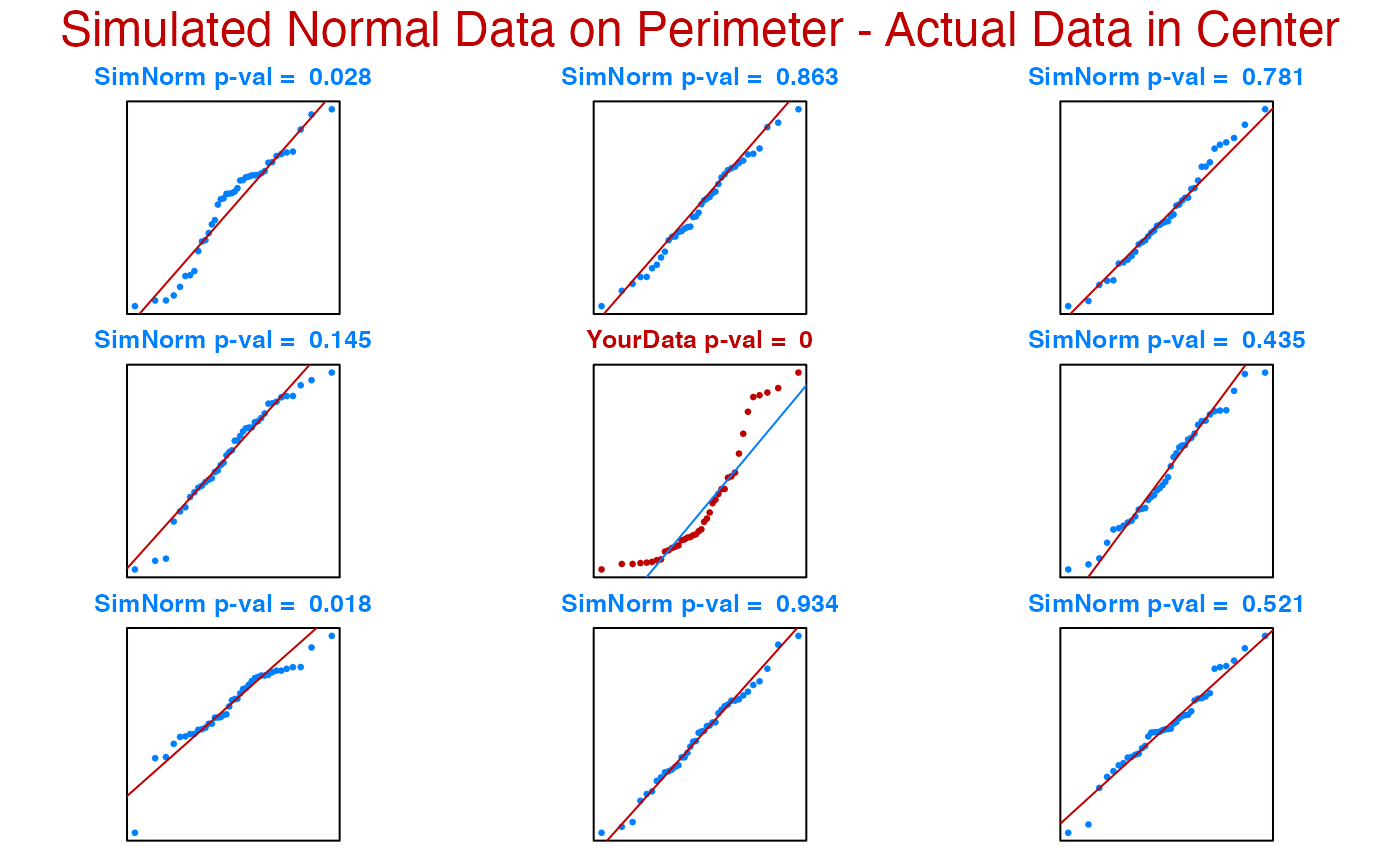 Simulated Normal Data on Perimeter - Actual Data in Center
SimNorm p-val = 0.028
SimNorm p-val = 0.863
SimNorm p-val = 0.781
SimNorm p-val = 0.145
YourData p-val = 0
SimNorm p-val = 0.435
SimNorm p-val = 0.018
SimNorm p-val = 0.934
SimNorm p-val = 0.521